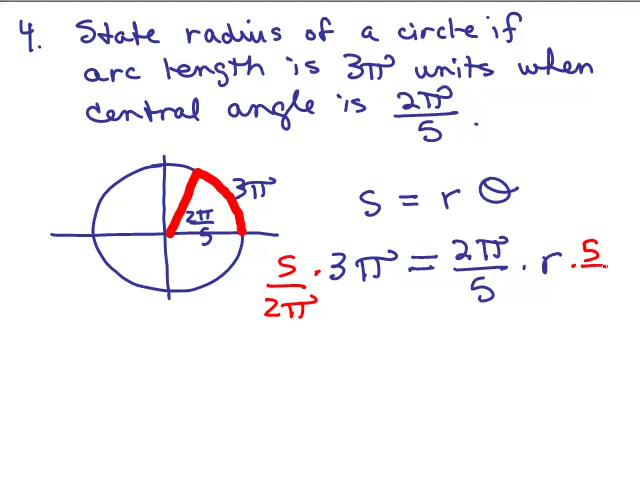 4. State radius of a circle if
arc length is 3π units when
central angle is 2π/5.
3π
2π/5
s = r θ
5/2π · 3π = 2π/5 · r · 5/